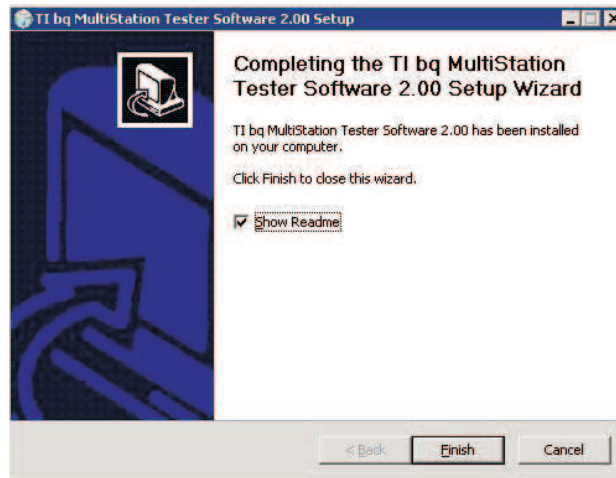 TI bq MultiStation Tester Software 2.00 Setup
Completing the TI bq MultiStation
Tester Software 2.00 Setup Wizard
TI bq MultiStation Tester Software 2.00 has been installed
on your computer.
Click Finish to close this wizard.
Show Readme
< Back
Finish
Cancel